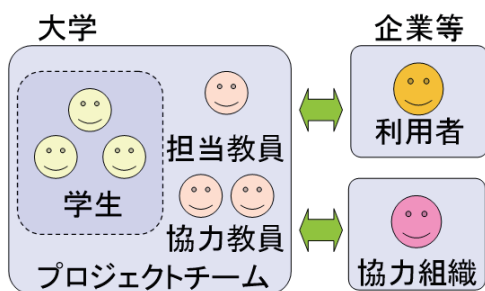 大学
学生
担当教員
協力教員
プロジェクトチーム
企業等
利用者
協力組織